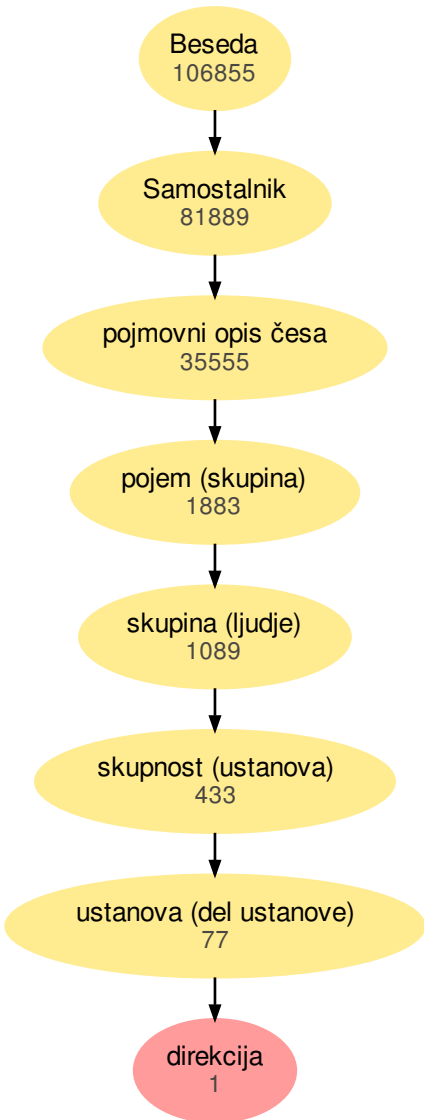 Beseda
106855
Samostalnik
81889
pojmovni opis česa
35555
pojem (skupina)
1883
skupina (ljudje)
1089
skupnost (ustanova)
433
ustanova (del ustanove)
77
direkcija
1